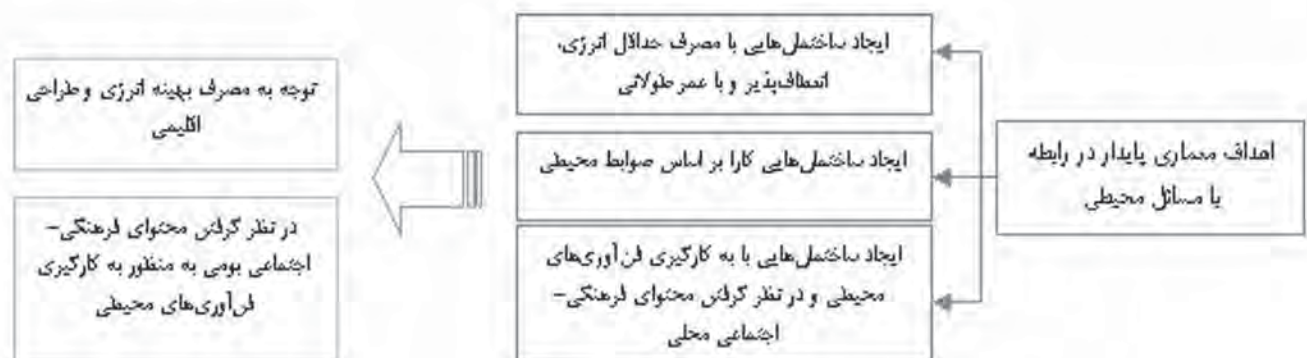 اهداف معماری پایدار در رابطه
با مسائل محیطی
ایجاد ساختمان‌هایی با مصرف حداقل انرژی،
انعطاف‌پذیر و با عمر طولانی
ایجاد ساختمان‌هایی کارا بر اساس ضوابط محیطی
ایجاد ساختمان‌هایی با به کارگیری فن‌آوری‌های
محیطی و در نظر گرفتن محتوای فرهنگی-
اجتماعی محلی
توجه به مصرف بهینه انرژی و طراحی
اقلیمی
در نظر گرفتن محتوای فرهنگی-
اجتماعی بومی به منظور به کارگیری
فن‌آوری‌های محیطی